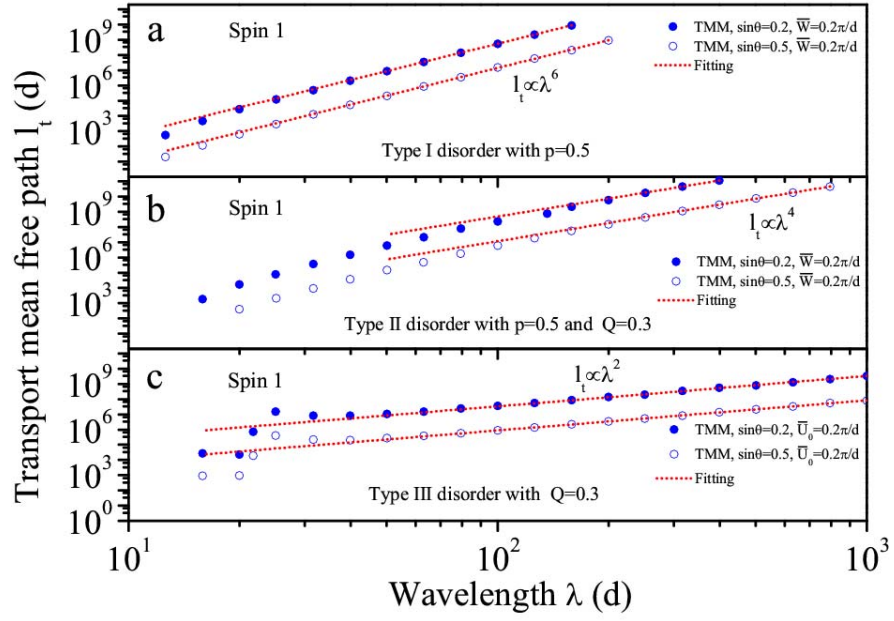 Transport mean free path l_t (d)
a
Spin 1
10^9
10^6
10^3
TMM, sinθ=0.2, W̅=0.2π/d
TMM, sinθ=0.5, W̅=0.2π/d
Fitting
l_t∝λ^6
Type I disorder with p=0.5
b
Spin 1
10^9
10^6
10^3
l_t∝λ^4
TMM, sinθ=0.2, W̅=0.2π/d
TMM, sinθ=0.5, W̅=0.2π/d
Fitting
Type II disorder with p=0.5 and Q=0.3
c
Spin 1
10^9
10^6
10^3
10^0
l_t∝λ^2
TMM, sinθ=0.2, U̅_0=0.2π/d
TMM, sinθ=0.5, U̅_0=0.2π/d
Fitting
Type III disorder with Q=0.3
10^1 10^2 10^3
Wavelength λ (d)